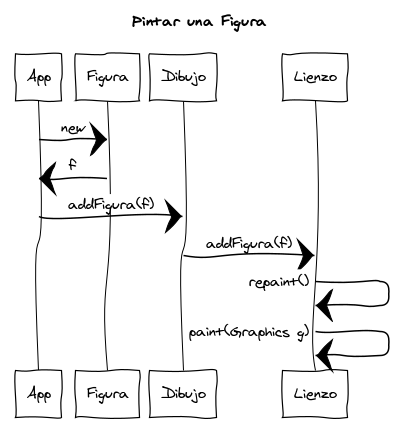 Pintar una Figura
App Figura Dibujo Lienzo
new
f
addFigura(f)
addFigura(f)
repaint()
paint(Graphics g)
App Figura Dibujo Lienzo